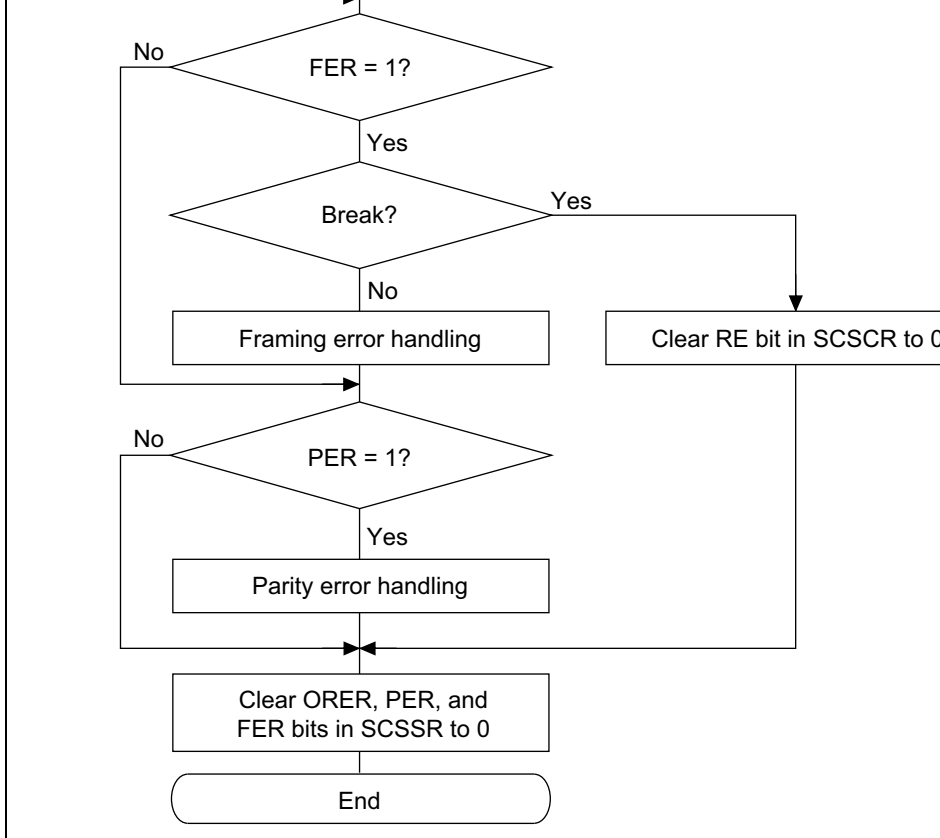 No
FER = 1?
Yes
Break?
Yes
No
Framing error handling
Clear RE bit in SCSCR to 0
No
PER = 1?
Yes
Parity error handling
Clear ORER, PER, and
FER bits in SCSSR to 0
End